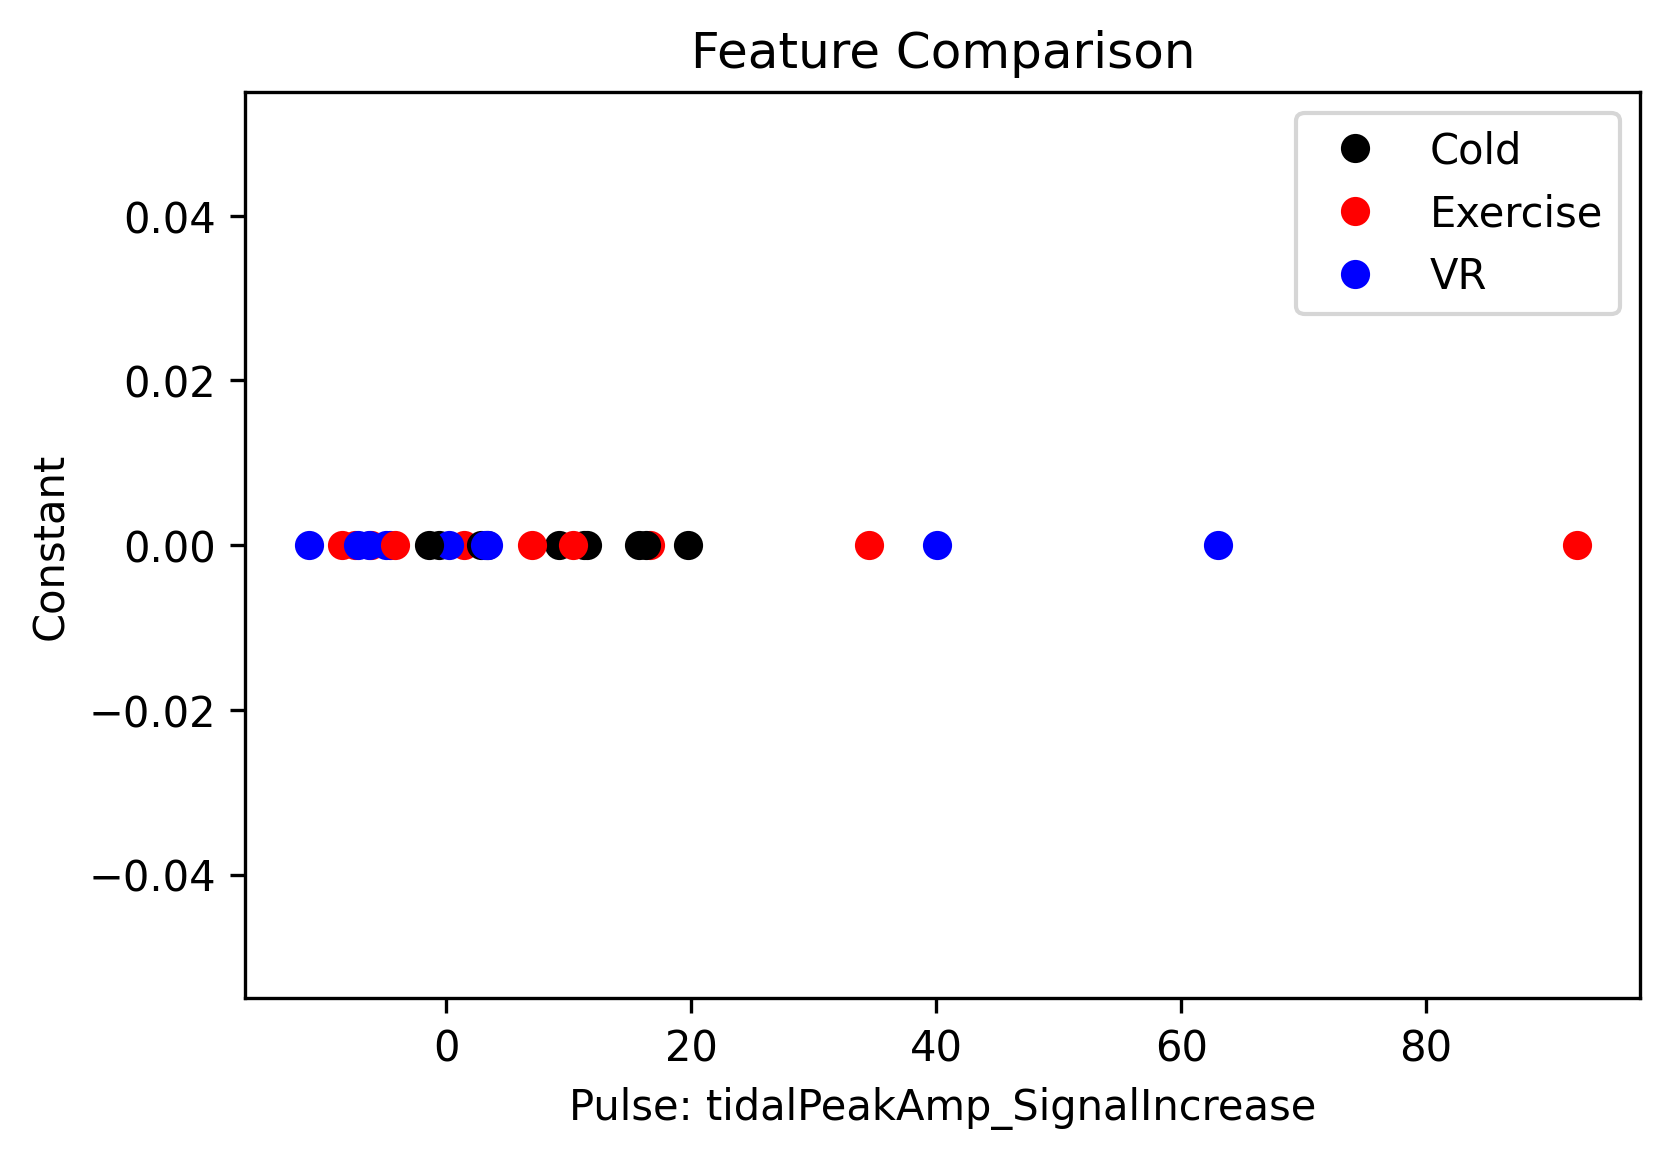 Feature Comparison
Cold
Exercise
VR
0.04
0.02
0.00
−0.02
−0.04
Constant
0 20 40 60 80
Pulse: tidalPeakAmp_SignalIncrease